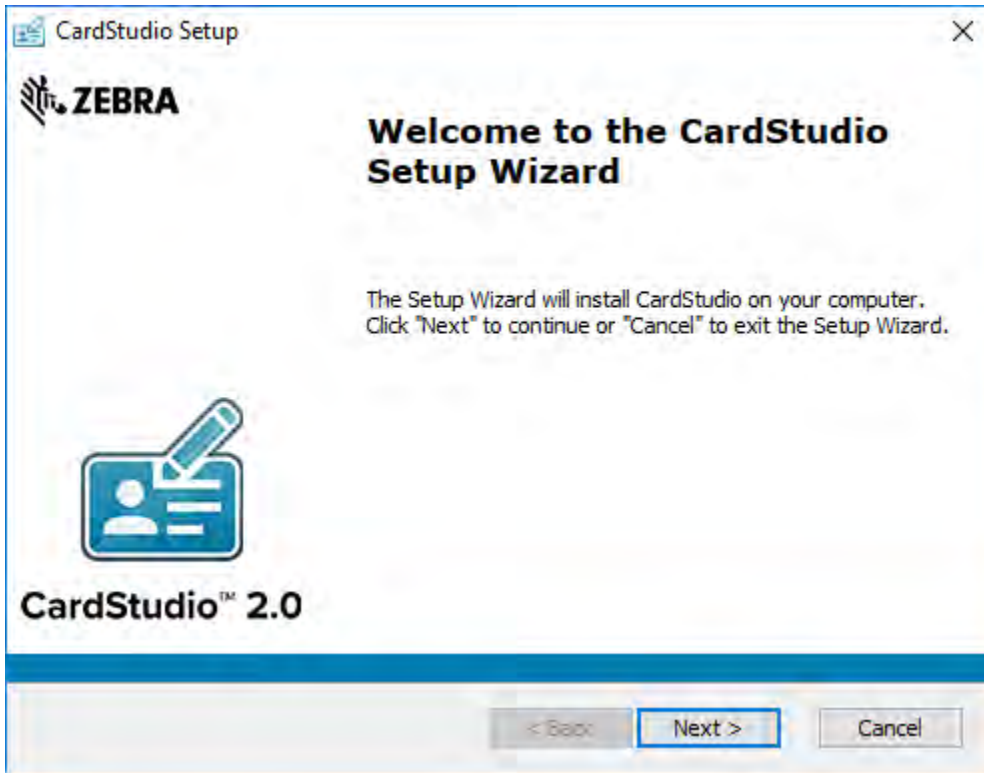 CardStudio Setup
ZEBRA
Welcome to the CardStudio
Setup Wizard
The Setup Wizard will install CardStudio on your computer.
Click "Next" to continue or "Cancel" to exit the Setup Wizard.
CardStudio™ 2.0
< Back
Next >
Cancel